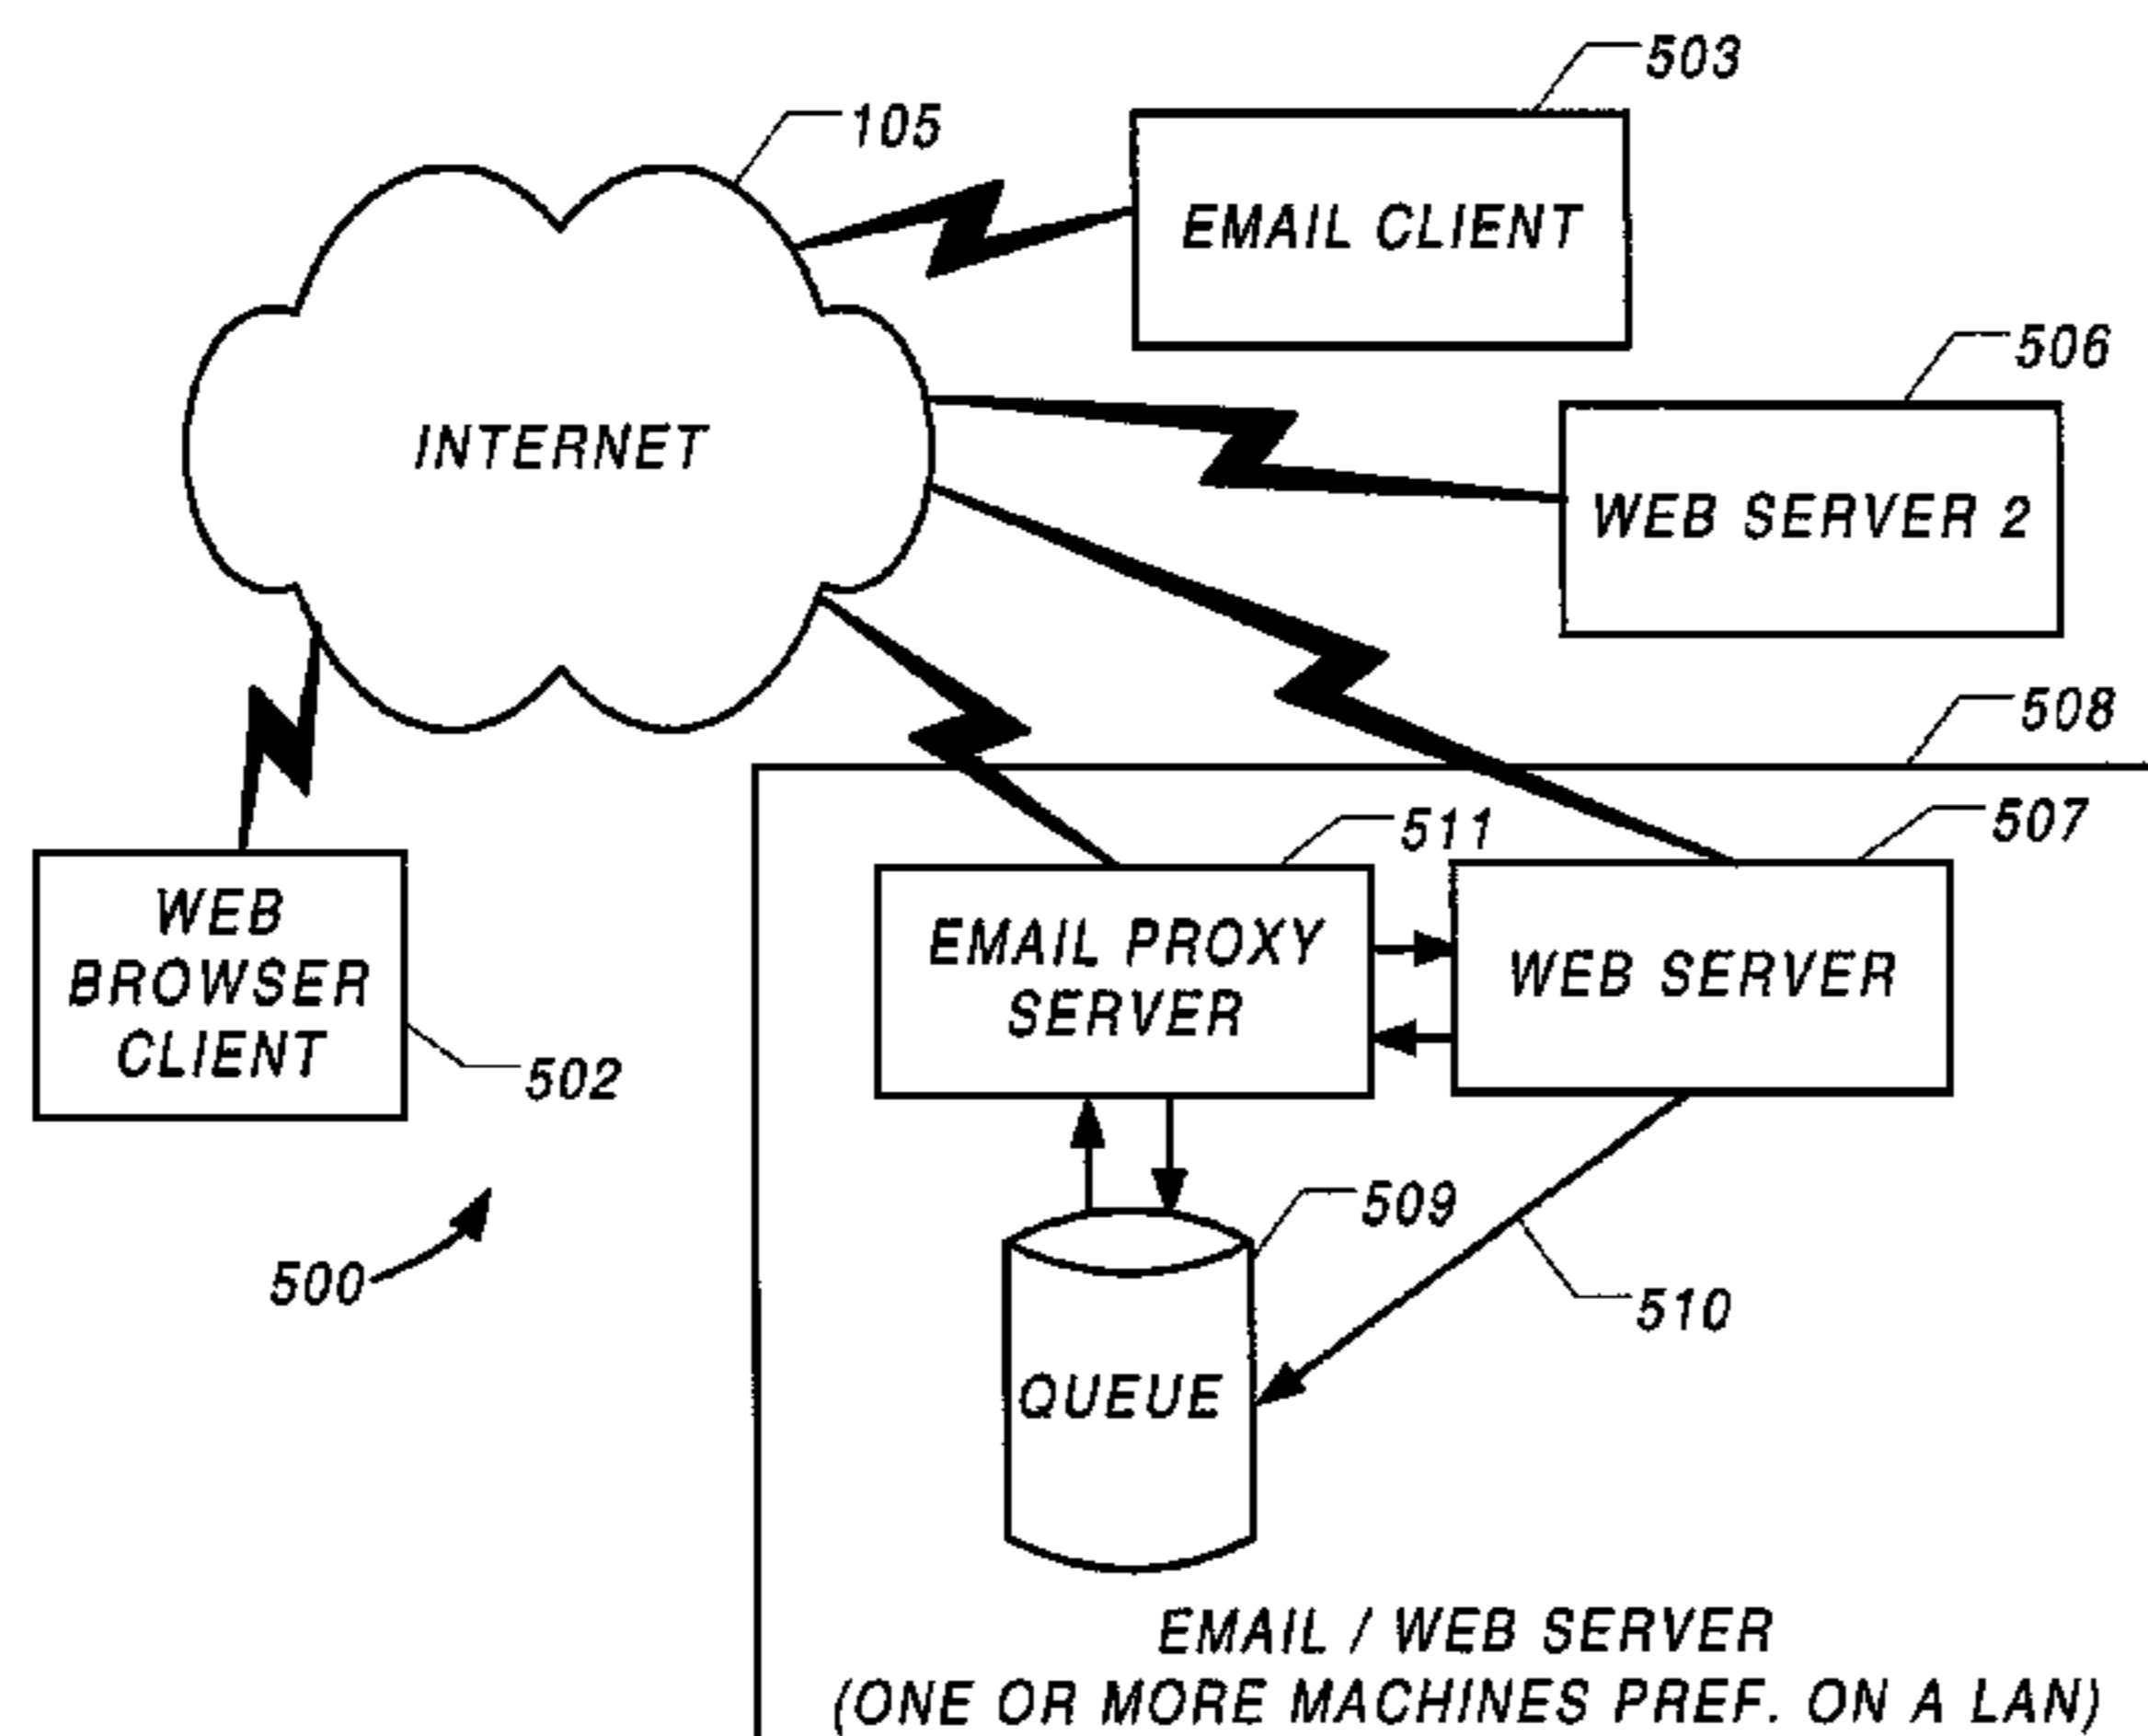 503
105
EMAIL CLIENT
506
INTERNET
WEB SERVER 2
508
511
507
WEB
BROWSER
CLIENT
502
EMAIL PROXY
SERVER
WEB SERVER
509
500
510
QUEUE
EMAIL / WEB SERVER
(ONE OR MORE MACHINES PREF. ON A LAN)